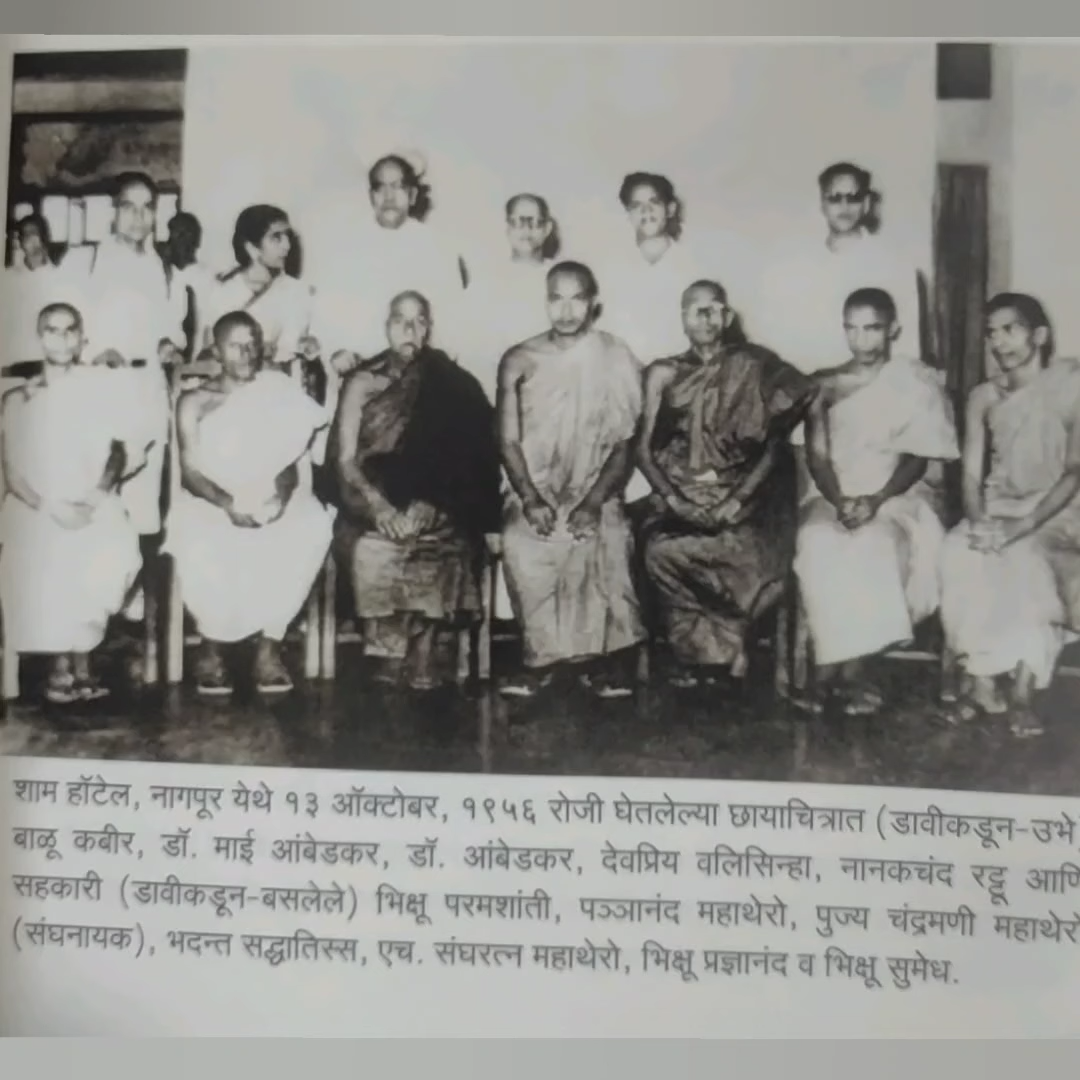 शाम हॉटेल, नागपूर येथे १३ ऑक्टोबर, १९५६ रोजी घेतलेल्या छायाचित्रात (डावीकडून-उभे)
बाळू कबीर, डॉ. माई आंबेडकर, डॉ. आंबेडकर, देवप्रिय वलिसिन्हा, नानकचंद रट्टू आणि
सहकारी (डावीकडून-बसलेले) भिक्षू परमशांती, पञ्ञानंद महाथेरो, पुज्य चंद्रमणी महाथेरो
(संघनायक), भदन्त सद्धातिस्स, एच. संघरत्न महाथेरो, भिक्षू प्रज्ञानंद व भिक्षू सुमेध.